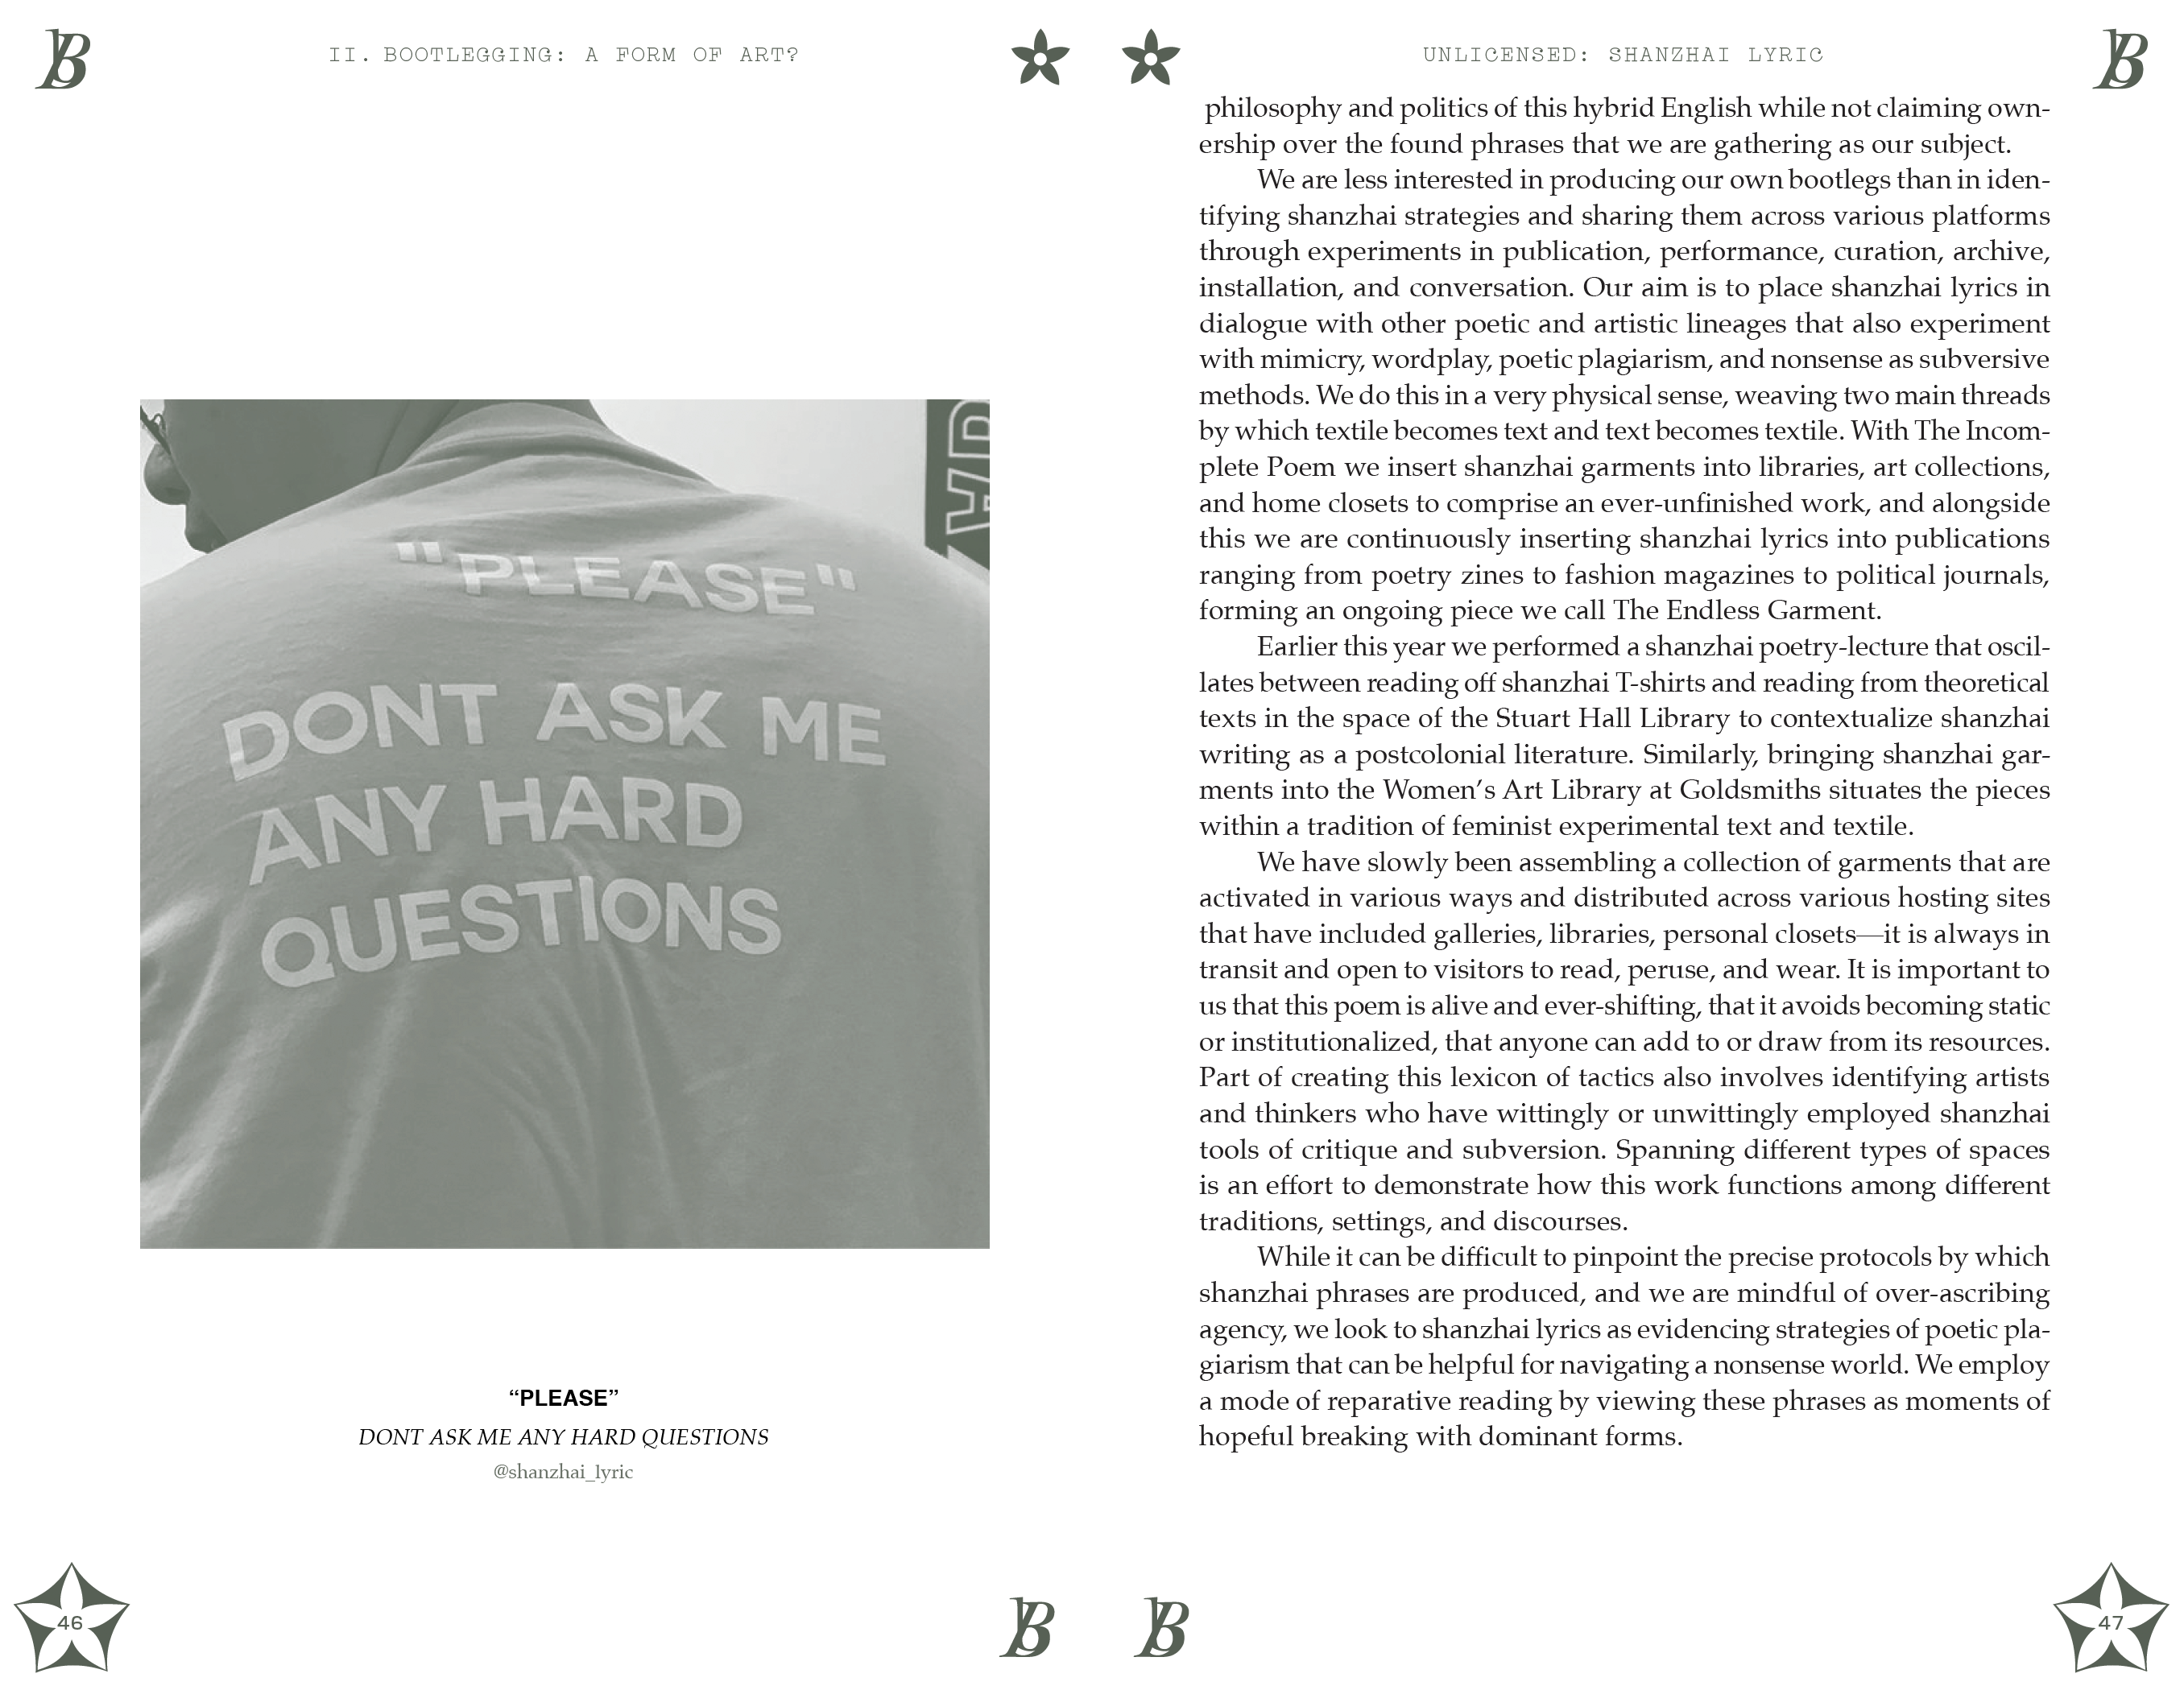 II. BOOTLEGGING: A FORM OF ART?
"PLEASE"
DONT ASK ME
ANY HARD
QUESTIONS
“PLEASE”
DONT ASK ME ANY HARD QUESTIONS
@shanzhai_lyric
46
B
UNLICENSED: SHANZHAI LYRIC
philosophy and politics of this hybrid English while not claiming own-
ership over the found phrases that we are gathering as our subject.
We are less interested in producing our own bootlegs than in iden-
tifying shanzhai strategies and sharing them across various platforms
through experiments in publication, performance, curation, archive,
installation, and conversation. Our aim is to place shanzhai lyrics in
dialogue with other poetic and artistic lineages that also experiment
with mimicry, wordplay, poetic plagiarism, and nonsense as subversive
methods. We do this in a very physical sense, weaving two main threads
by which textile becomes text and text becomes textile. With The Incom-
plete Poem we insert shanzhai garments into libraries, art collections,
and home closets to comprise an ever-unfinished work, and alongside
this we are continuously inserting shanzhai lyrics into publications
ranging from poetry zines to fashion magazines to political journals,
forming an ongoing piece we call The Endless Garment.
Earlier this year we performed a shanzhai poetry-lecture that oscil-
lates between reading off shanzhai T-shirts and reading from theoretical
texts in the space of the Stuart Hall Library to contextualize shanzhai
writing as a postcolonial literature. Similarly, bringing shanzhai gar-
ments into the Women’s Art Library at Goldsmiths situates the pieces
within a tradition of feminist experimental text and textile.
We have slowly been assembling a collection of garments that are
activated in various ways and distributed across various hosting sites
that have included galleries, libraries, personal closets—it is always in
transit and open to visitors to read, peruse, and wear. It is important to
us that this poem is alive and ever-shifting, that it avoids becoming static
or institutionalized, that anyone can add to or draw from its resources.
Part of creating this lexicon of tactics also involves identifying artists
and thinkers who have wittingly or unwittingly employed shanzhai
tools of critique and subversion. Spanning different types of spaces
is an effort to demonstrate how this work functions among different
traditions, settings, and discourses.
While it can be difficult to pinpoint the precise protocols by which
shanzhai phrases are produced, and we are mindful of over-ascribing
agency, we look to shanzhai lyrics as evidencing strategies of poetic pla-
giarism that can be helpful for navigating a nonsense world. We employ
a mode of reparative reading by viewing these phrases as moments of
hopeful breaking with dominant forms.
B
47